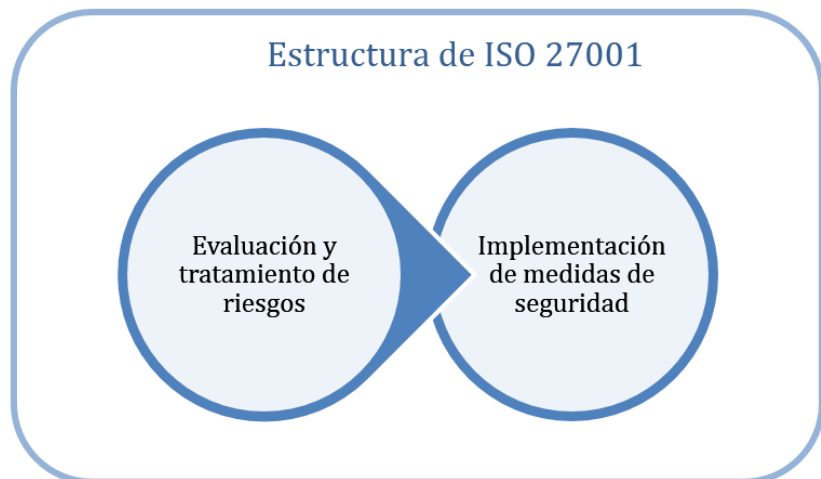 Estructura de ISO 27001
Evaluación y
tratamiento de
riesgos
Implementación
de medidas de
seguridad